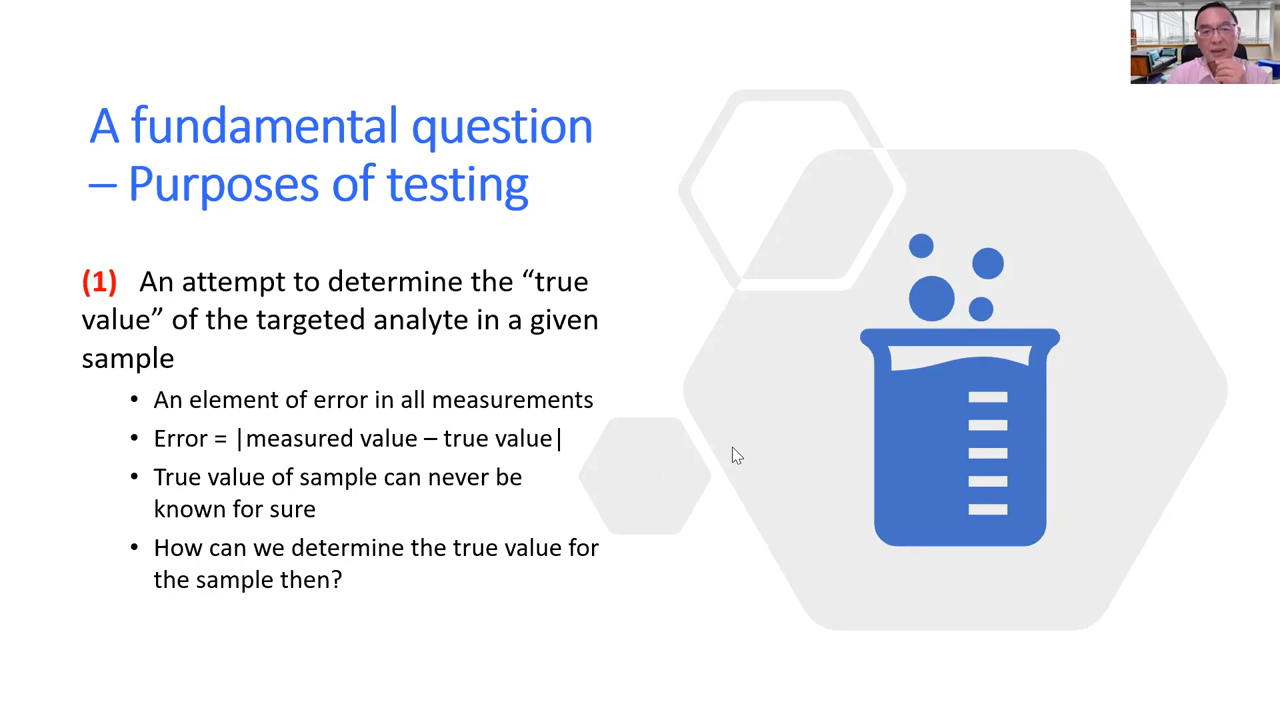 A fundamental question
– Purposes of testing
(1) An attempt to determine the “true
value” of the targeted analyte in a given
sample
• An element of error in all measurements
• Error = |measured value – true value|
• True value of sample can never be
known for sure
• How can we determine the true value for
the sample then?